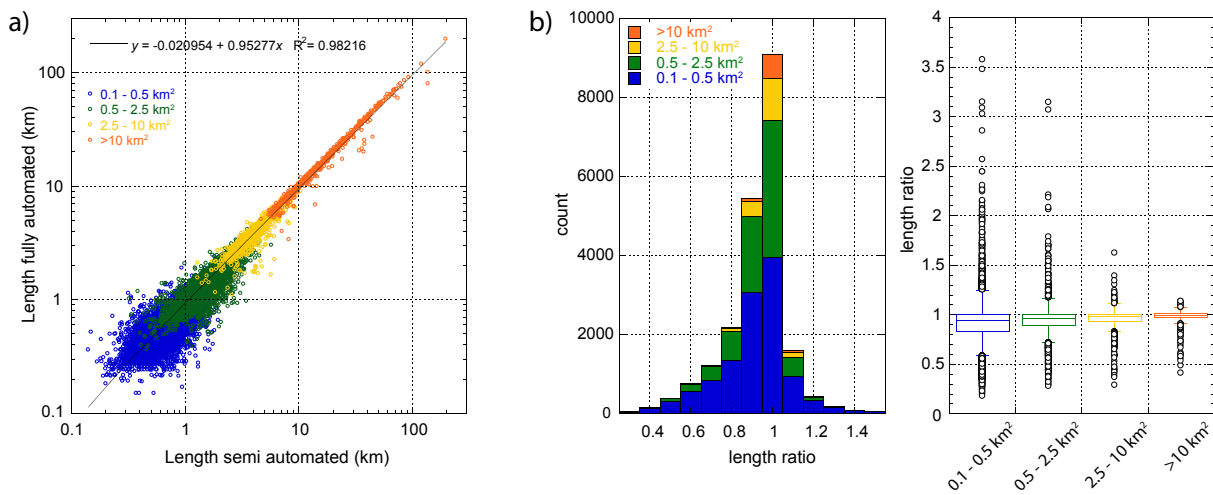 a)
y = -0.020954 + 0.95277x R² = 0.98216
0.1 - 0.5 km²
0.5 - 2.5 km²
2.5 - 10 km²
>10 km²
Length fully automated (km)
100
10
1
0.1
0.1 1 10 100
Length semi automated (km)
b)
>10 km²
2.5 - 10 km²
0.5 - 2.5 km²
0.1 - 0.5 km²
count
10000
8000
6000
4000
2000
0
0.4 0.6 0.8 1 1.2 1.4
length ratio
length ratio
4
3.5
3
2.5
2
1.5
1
0.5
0
0.1 - 0.5 km²
0.5 - 2.5 km²
2.5 - 10 km²
>10 km²